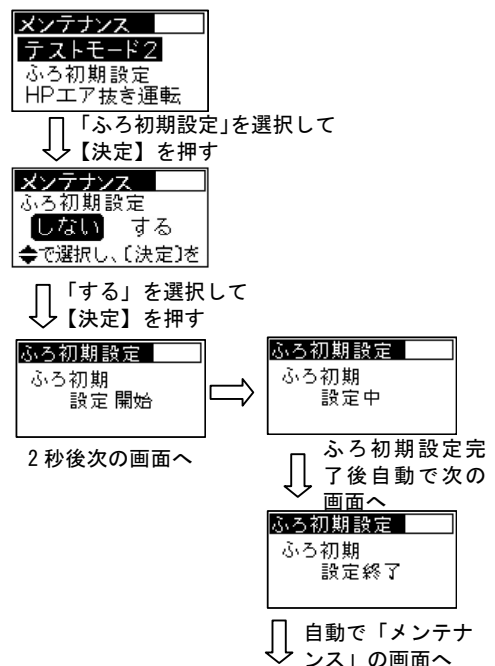 メンテナンス
テストモード2
ふろ初期設定
HPエア抜き運転
「ふろ初期設定」を選択して
【決定】を押す
メンテナンス
ふろ初期設定
しない する
◆で選択し、〔決定〕を
「する」を選択して
【決定】を押す
ふろ初期設定
ふろ初期
設定 開始
2秒後次の画面へ
ふろ初期設定
ふろ初期
設定中
ふろ初期設定完
了後自動で次の
画面へ
ふろ初期設定
ふろ初期
設定終了
自動で「メンテナ
ンス」の画面へ